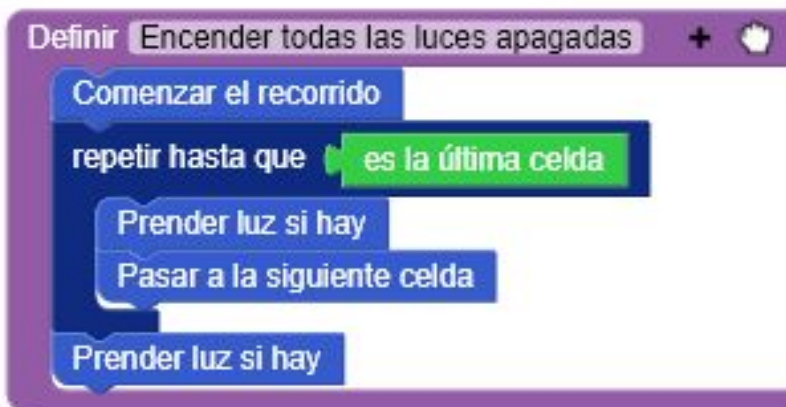 Definir Encender todas las luces apagadas +
Comenzar el recorrido
repetir hasta que es la última celda
Prender luz si hay
Pasar a la siguiente celda
Prender luz si hay